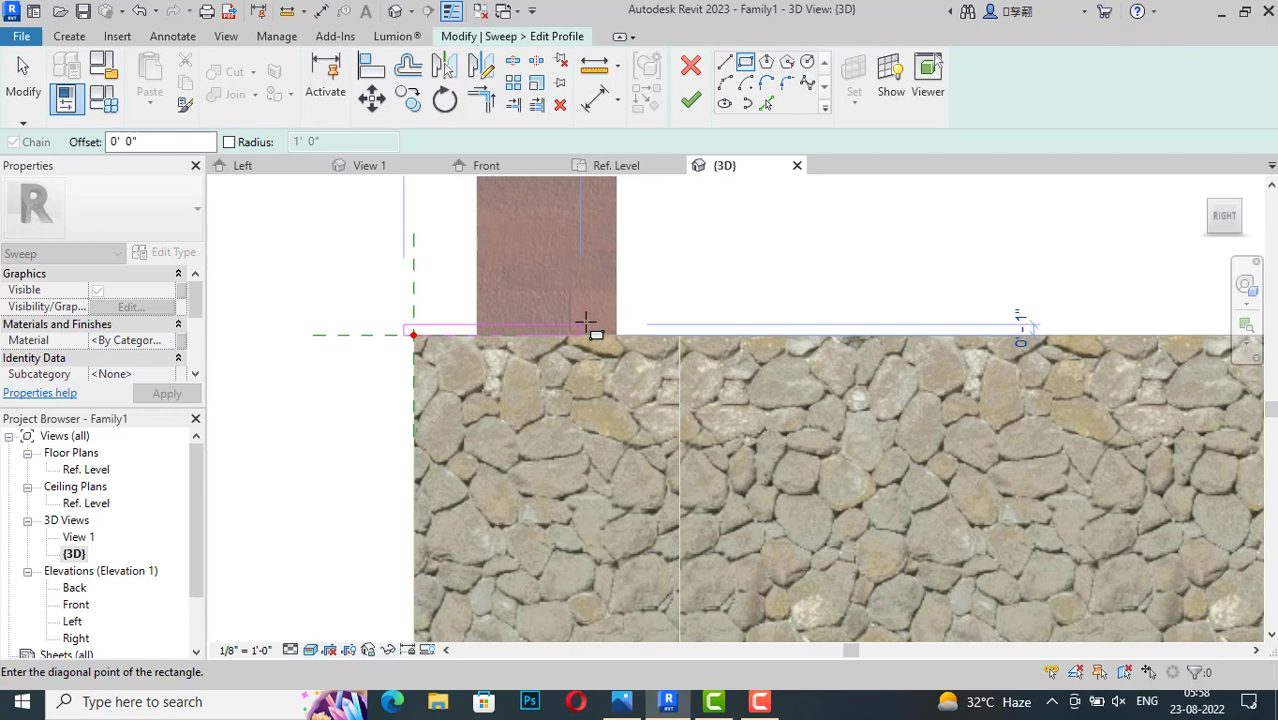 Autodesk Revit 2023 - Family1 - 3D View: {3D}
File Create Insert Annotate View Manage Add-Ins Lumion® Modify | Sweep > Edit Profile
Modify Paste Cut Join Activate Set Show Viewer
Chain Offset: 0' 0" Radius: 1' 0"
Properties
Left View 1 Front Ref. Level {3D}
RIGHT
Sweep Edit Type
Graphics
Visible
Visibility/Grap... Edit...
Materials and Finishes
Material <By Categor...
Identity Data
Subcategory <None>
Properties help Apply
Project Browser - Family1
Views (all)
Floor Plans
Ref. Level
Ceiling Plans
Ref. Level
3D Views
View 1
{3D}
Elevations (Elevation 1)
Back
Front
Left
Right
Sheets (all)
1/8" = 1'-0"
Enter the diagonal point of the rectangle.
:0
Type here to search
32°C Haze ENG 05:58
23-08-2022